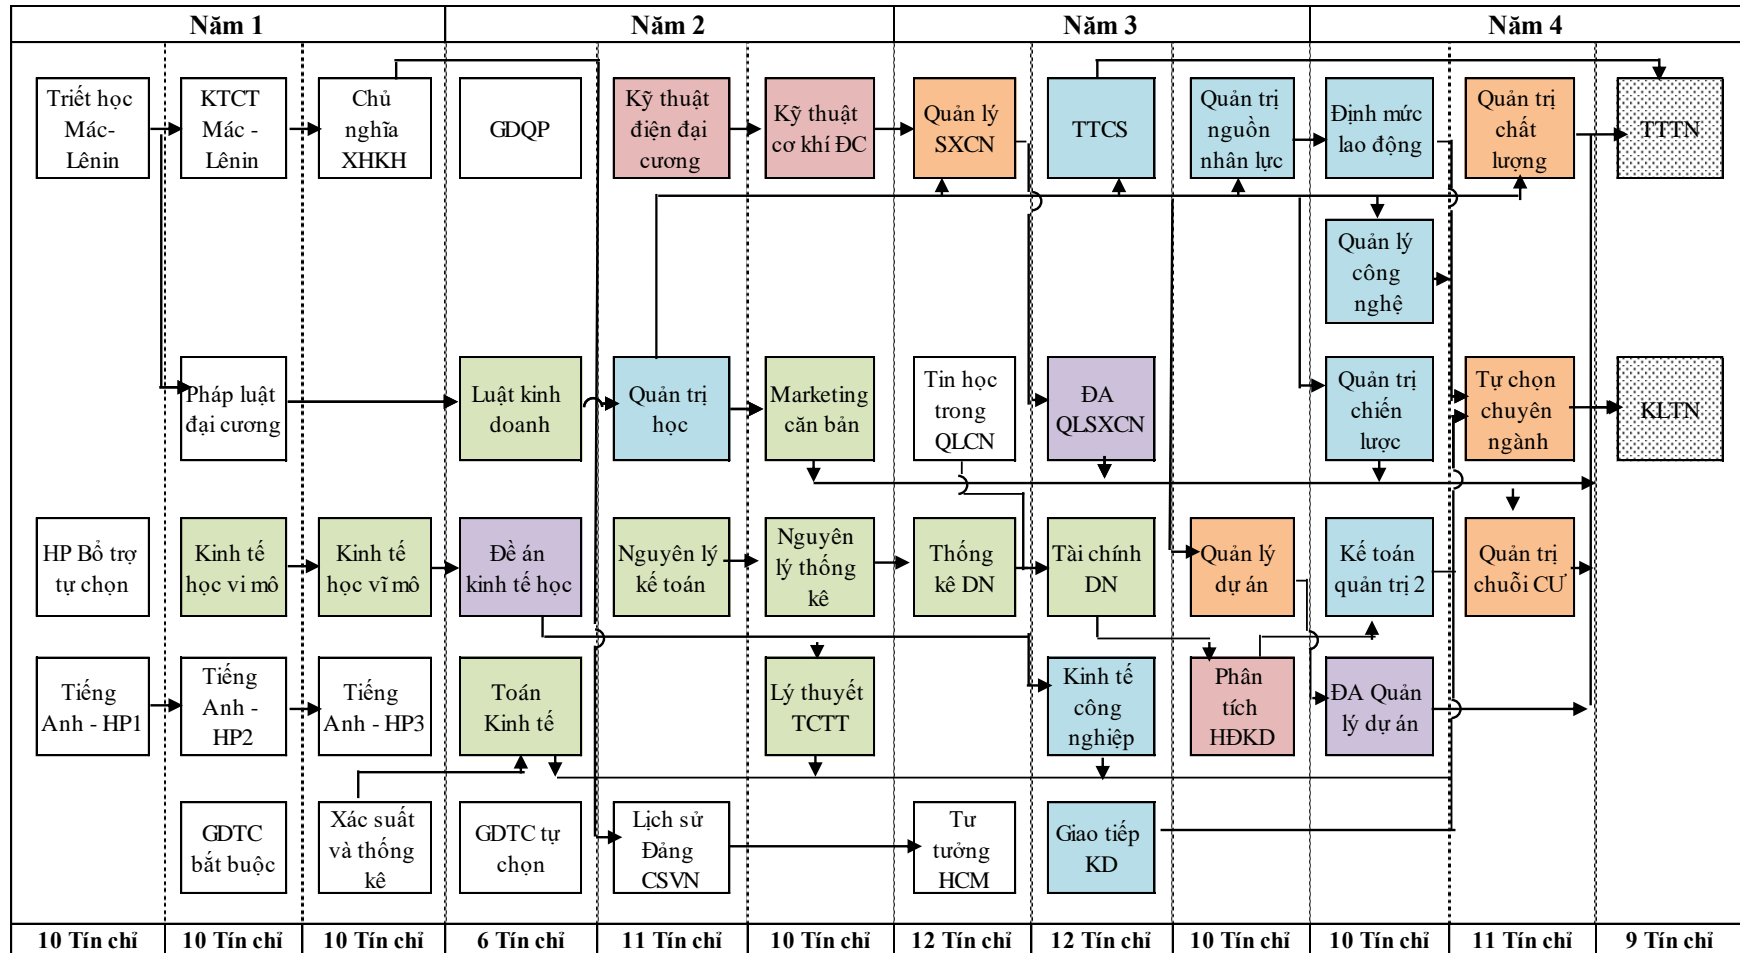 Năm 1
Năm 2
Năm 3
Năm 4
Triết học
Mác-
Lênin
KTCT
Mác -
Lênin
Chủ
nghĩa
XHKH
GDQP
Kỹ thuật
điện đại
cương
Kỹ thuật
cơ khí ĐC
Quản lý
SXCN
TTCS
Quản trị
nguồn
nhân lực
Định mức
lao động
Quản trị
chất
lượng
TTTN
Quản lý
công
nghệ
Pháp luật
đại cương
Luật kinh
doanh
Quản trị
học
Marketing
căn bản
Tin học
trong
QLCN
ĐA
QLSXCN
Quản trị
chiến
lược
Tự chọn
chuyên
ngành
KLTN
HP Bổ trợ
tự chọn
Kinh tế
học vi mô
Kinh tế
học vĩ mô
Đề án
kinh tế học
Nguyên lý
kế toán
Nguyên
lý thống
kê
Thống
kê DN
Tài chính
DN
Quản lý
dự án
Kế toán
quản trị 2
Quản trị
chuỗi CƯ
Tiếng
Anh - HP1
Tiếng
Anh -
HP2
Tiếng
Anh - HP3
Toán
Kinh tế
Lý thuyết
TCTT
Kinh tế
công
nghiệp
Phân
tích
HĐKD
ĐA Quản
lý dự án
GDTC
bắt buộc
Xác suất
và thống
kê
GDTC tự
chọn
Lịch sử
Đảng
CSVN
Tư
tưởng
HCM
Giao tiếp
KD
10 Tín chỉ
10 Tín chỉ
10 Tín chỉ
6 Tín chỉ
11 Tín chỉ
10 Tín chỉ
12 Tín chỉ
12 Tín chỉ
10 Tín chỉ
10 Tín chỉ
11 Tín chỉ
9 Tín chỉ